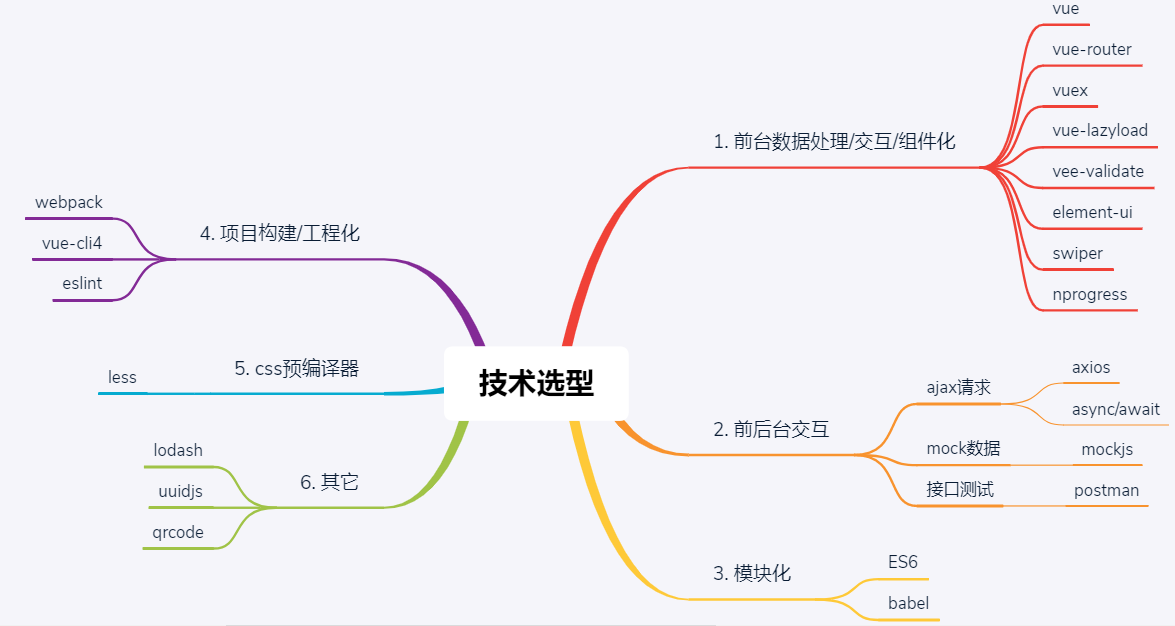 技术选型
1. 前台数据处理/交互/组件化
vue
vue-router
vuex
vue-lazyload
vee-validate
element-ui
swiper
nprogress
2. 前后台交互
ajax请求
axios
async/await
mock数据
mockjs
接口测试
postman
3. 模块化
ES6
babel
4. 项目构建/工程化
webpack
vue-cli4
eslint
5. css预编译器
less
6. 其它
lodash
uuidjs
qrcode